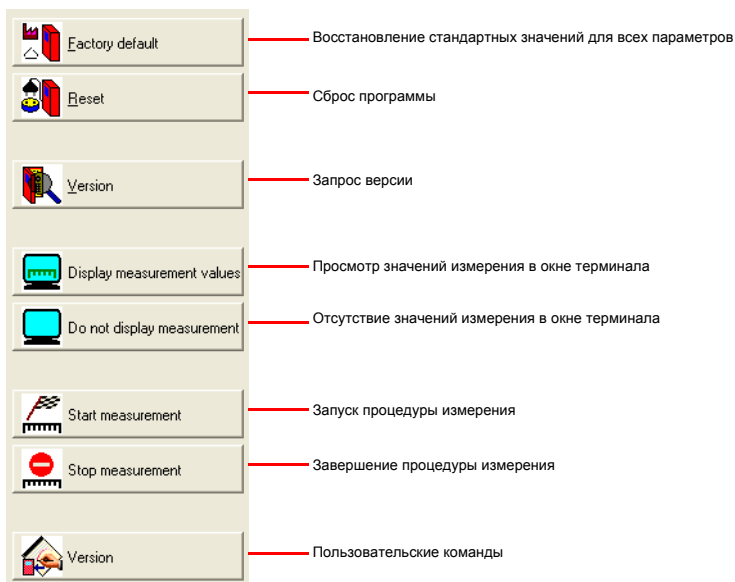 Factory default Восстановление стандартных значений для всех параметров
Reset Сброс программы
Version Запрос версии
Display measurement values Просмотр значений измерения в окне терминала
Do not display measurement Отсутствие значений измерения в окне терминала
Start measurement Запуск процедуры измерения
Stop measurement Завершение процедуры измерения
Version Пользовательские команды